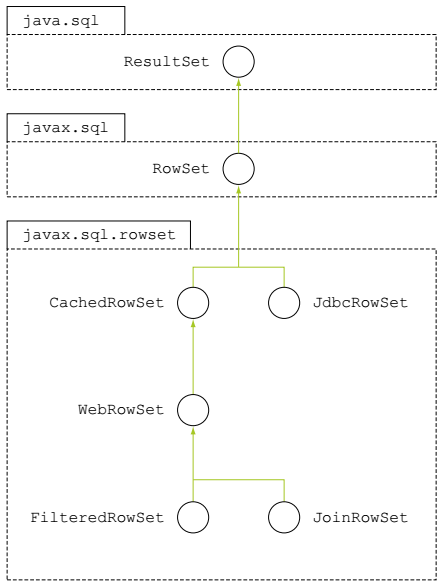 java.sql
ResultSet
javax.sql
RowSet
javax.sql.rowset
CachedRowSet
JdbcRowSet
WebRowSet
FilteredRowSet
JoinRowSet